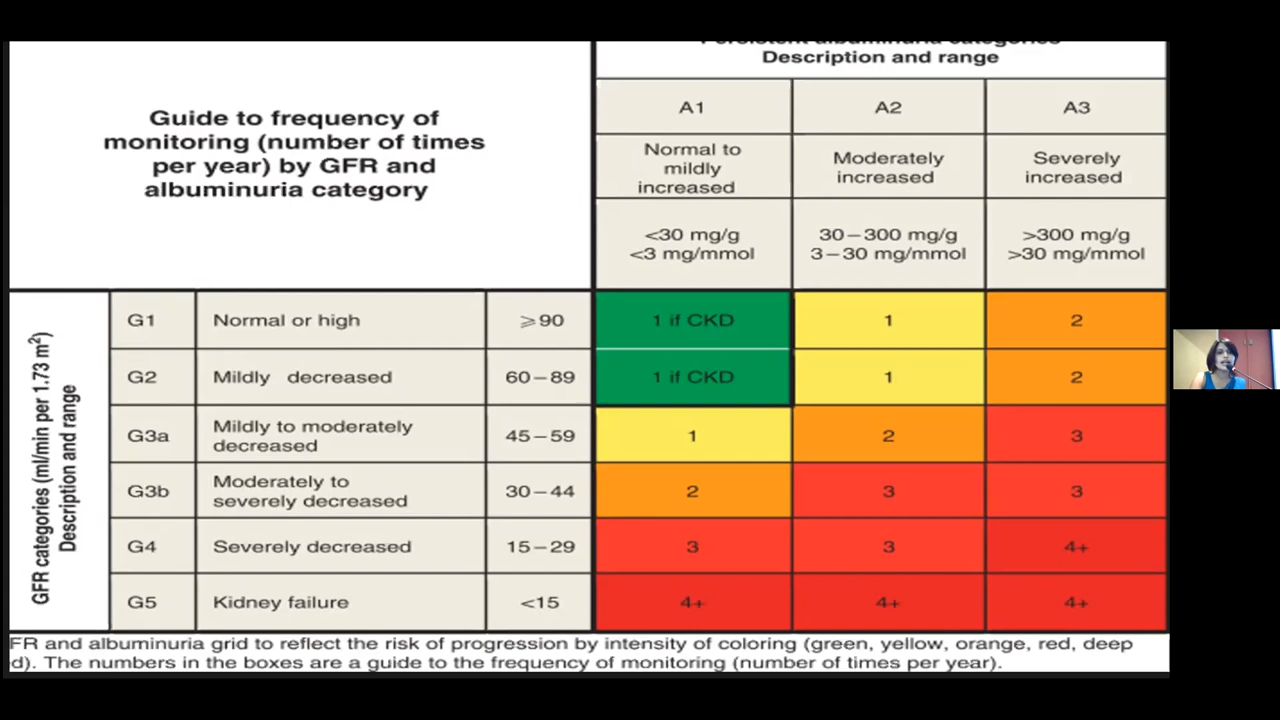 Persistent albuminuria categories
Description and range
Guide to frequency of
monitoring (number of times
per year) by GFR and
albuminuria category
A1
A2
A3
Normal to
mildly
increased
Moderately
increased
Severely
increased
<30 mg/g
<3 mg/mmol
30–300 mg/g
3–30 mg/mmol
>300 mg/g
>30 mg/mmol
GFR categories (ml/min per 1.73 m²)
Description and range
G1 Normal or high ⩾90 1 if CKD 1 2
G2 Mildly decreased 60–89 1 if CKD 1 2
G3a Mildly to moderately
decreased 45–59 1 2 3
G3b Moderately to
severely decreased 30–44 2 3 3
G4 Severely decreased 15–29 3 3 4+
G5 Kidney failure <15 4+ 4+ 4+
FR and albuminuria grid to reflect the risk of progression by intensity of coloring (green, yellow, orange, red, deep
d). The numbers in the boxes are a guide to the frequency of monitoring (number of times per year).